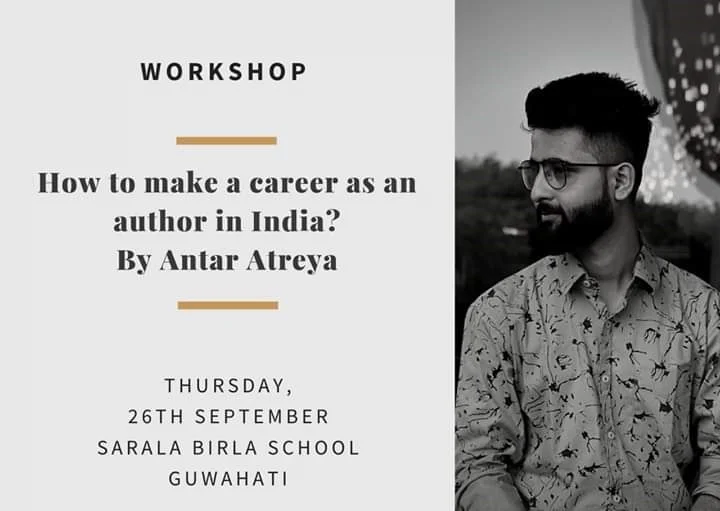 WORKSHOP
How to make a career as an
author in India?
By Antar Atreya
THURSDAY,
26TH SEPTEMBER
SARALA BIRLA SCHOOL
GUWAHATI